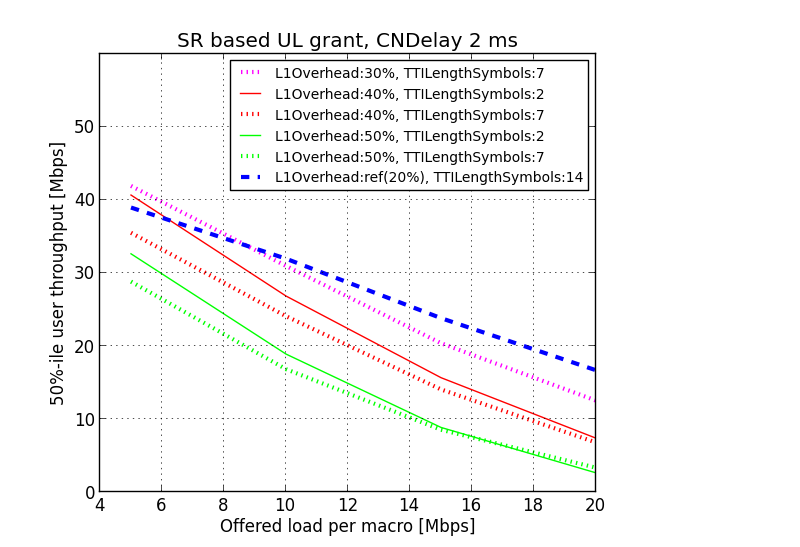 SR based UL grant, CNDelay 2 ms
L1Overhead:30%, TTILengthSymbols:7
L1Overhead:40%, TTILengthSymbols:2
L1Overhead:40%, TTILengthSymbols:7
L1Overhead:50%, TTILengthSymbols:2
L1Overhead:50%, TTILengthSymbols:7
L1Overhead:ref(20%), TTILengthSymbols:14
50%-ile user throughput [Mbps]
50
40
30
20
10
0
4 6 8 10 12 14 16 18 20
Offered load per macro [Mbps]